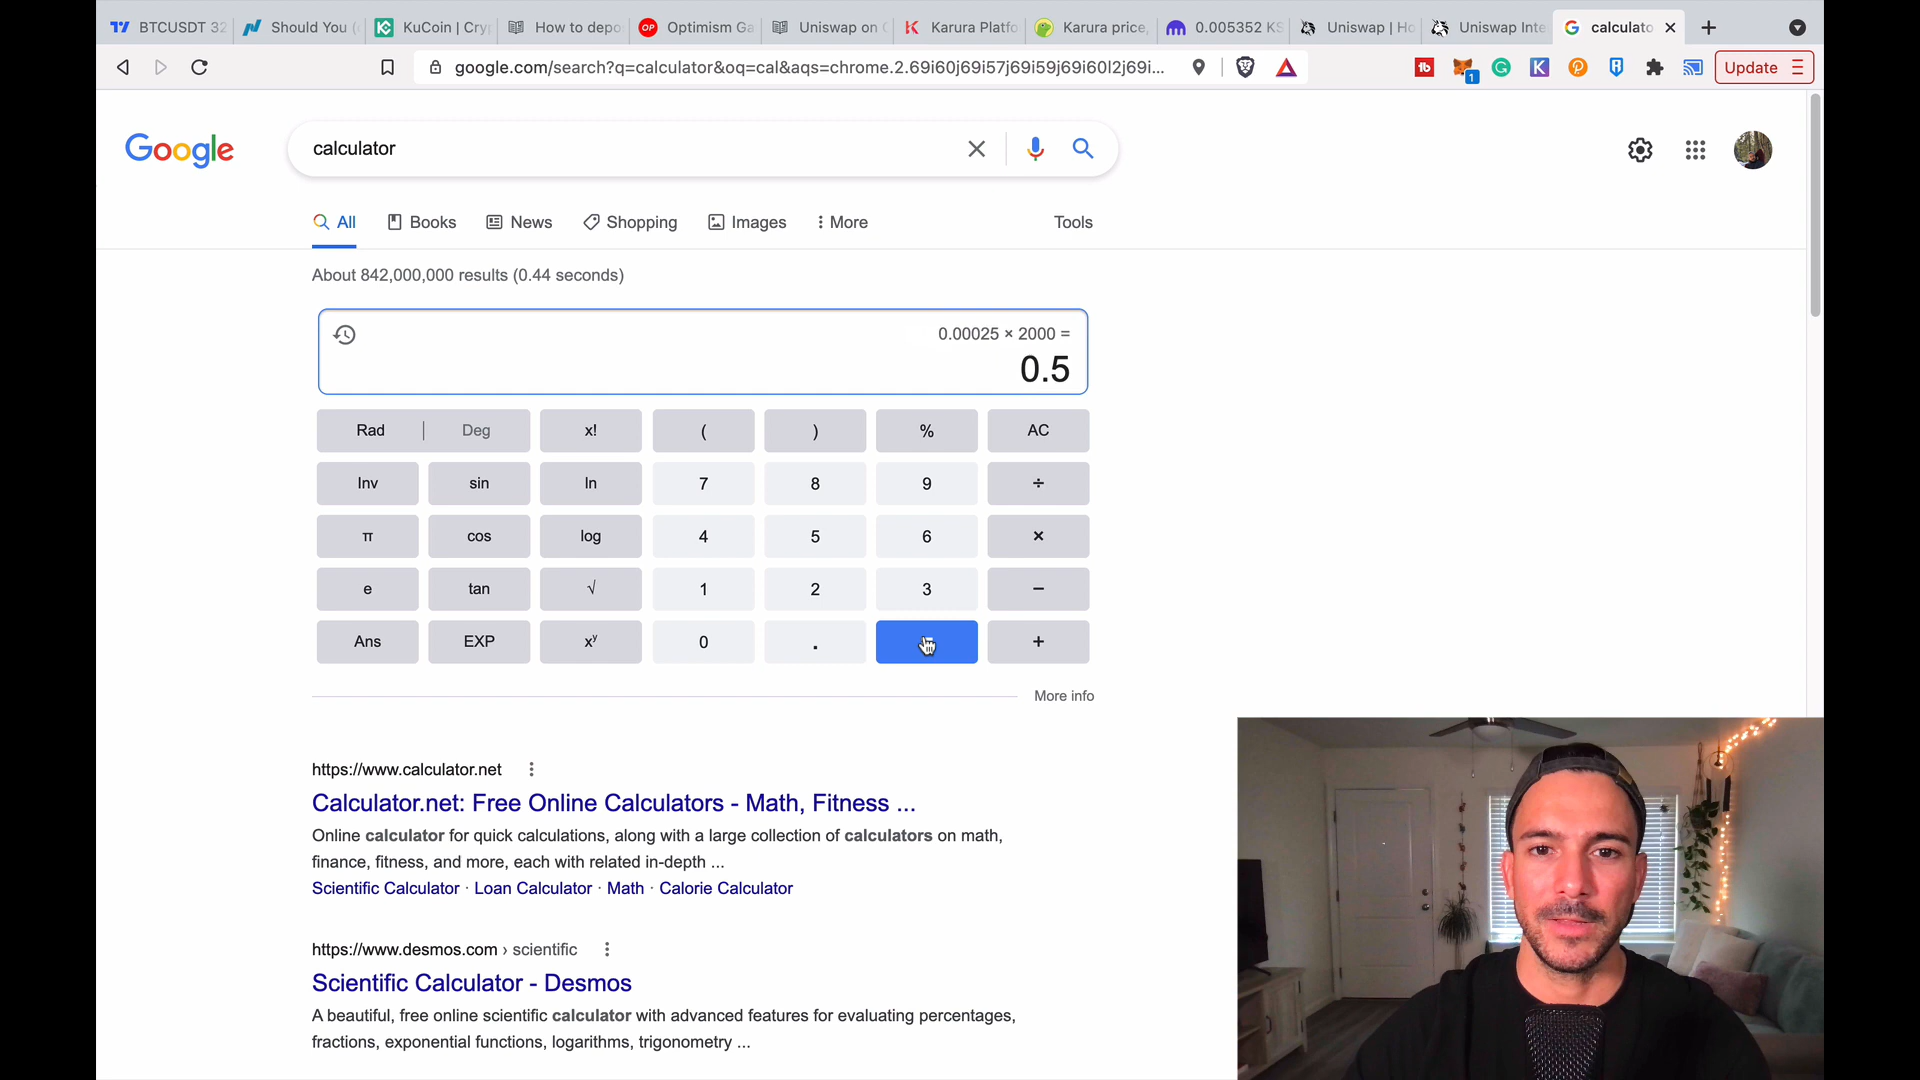 BTCUSDT 32
Should You (
KuCoin | Cry
How to depo
OP
Optimism Ga
Uniswap on
Karura Platfo
Karura price,
0.005352 KS
Uniswap | Ho
Uniswap Inte
calculato
google.com/search?q=calculator&oq=cal&aqs=chrome.2.69i60j69i57j69i59j69i60l2j69i...
1
Update
Google
calculator
All
Books
News
Shopping
Images
More
Tools
About 842,000,000 results (0.44 seconds)
0.00025 × 2000 =
0.5
Rad | Deg x! ( ) % AC
Inv sin ln 7 8 9 ÷
π cos log 4 5 6 ×
e tan √ 1 2 3 −
Ans EXP xʸ 0 . +
More info
https://www.calculator.net
Calculator.net: Free Online Calculators - Math, Fitness ...
Online calculator for quick calculations, along with a large collection of calculators on math,
finance, fitness, and more, each with related in-depth ...
Scientific Calculator · Loan Calculator · Math · Calorie Calculator
https://www.desmos.com › scientific
Scientific Calculator - Desmos
A beautiful, free online scientific calculator with advanced features for evaluating percentages,
fractions, exponential functions, logarithms, trigonometry ...